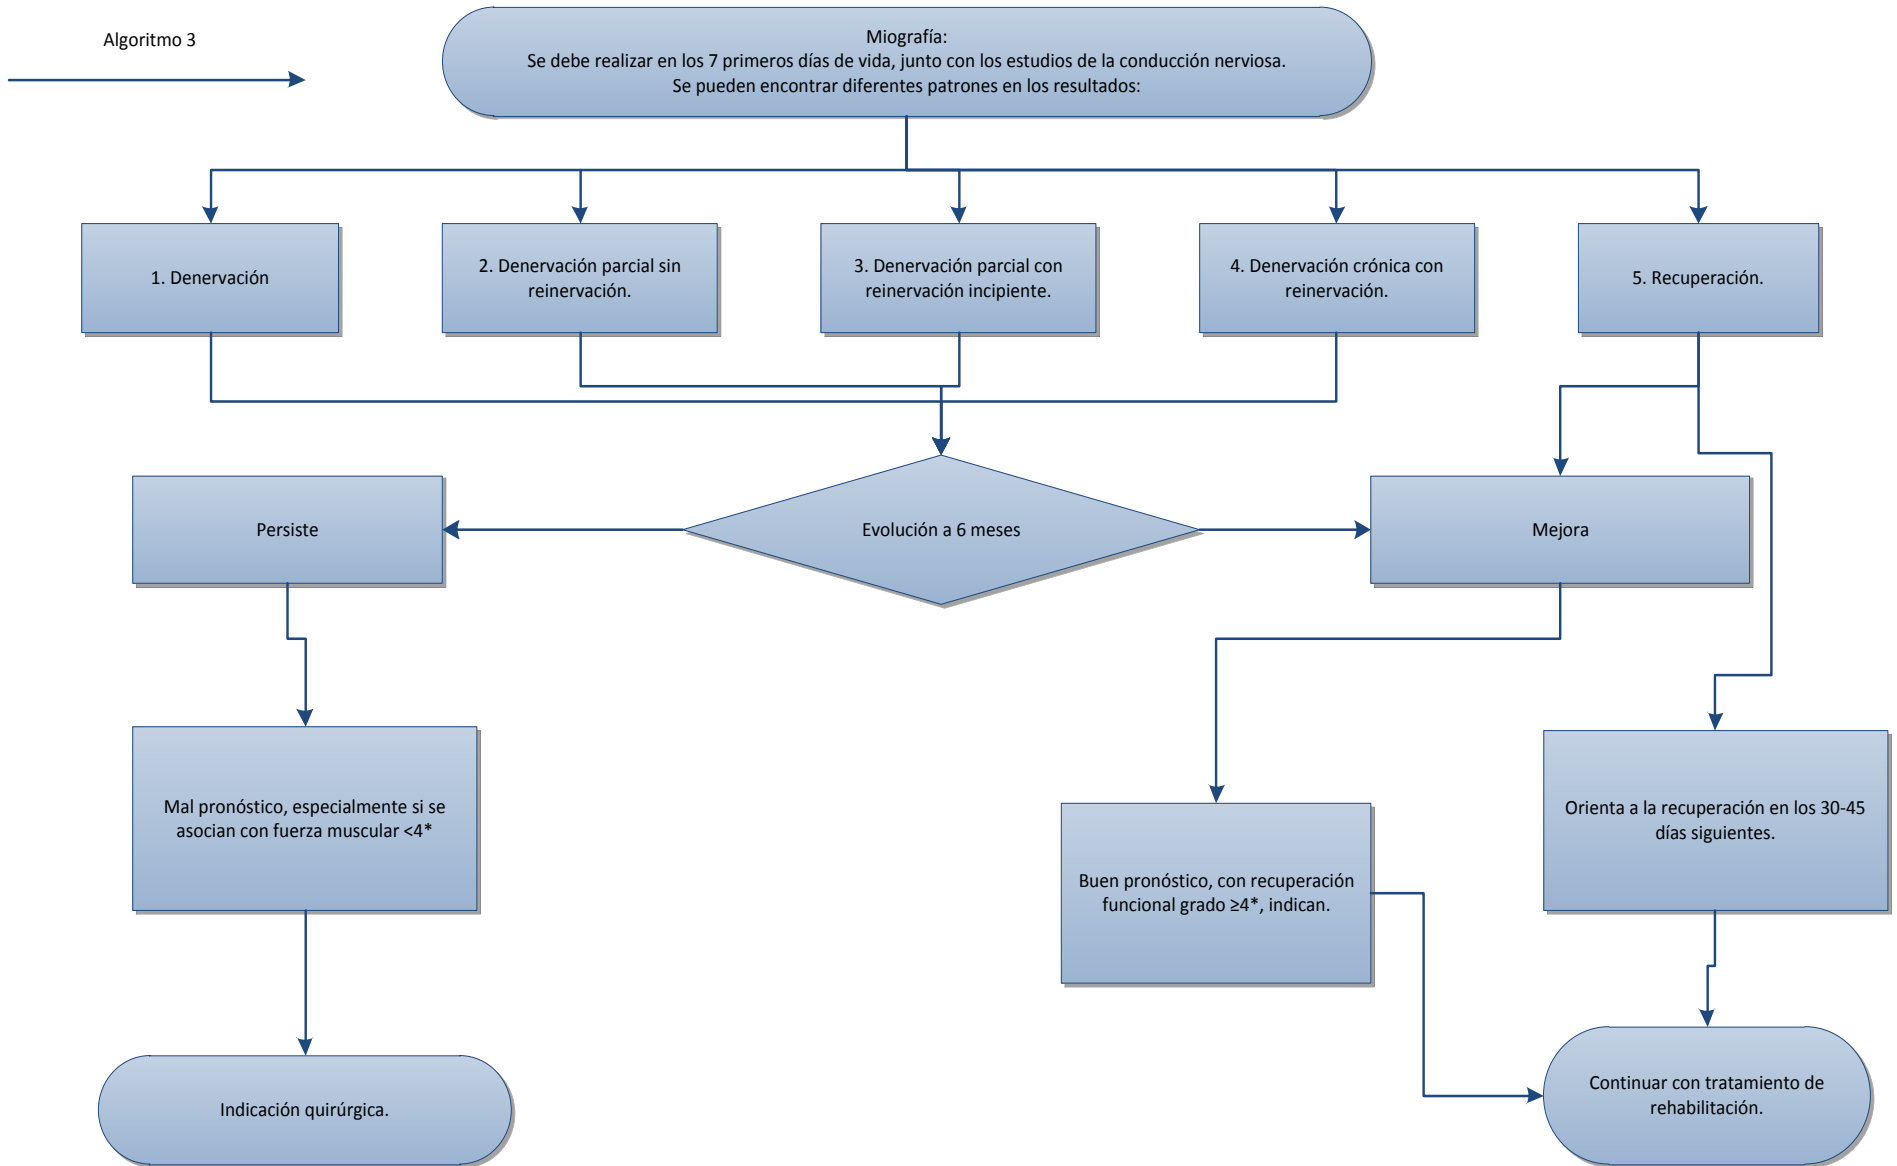 Algoritmo 3
Miografía:
Se debe realizar en los 7 primeros días de vida, junto con los estudios de la conducción nerviosa.
Se pueden encontrar diferentes patrones en los resultados:
1. Denervación
2. Denervación parcial sin
reinervación.
3. Denervación parcial con
reinervación incipiente.
4. Denervación crónica con
reinervación.
5. Recuperación.
Persiste
Evolución a 6 meses
Mejora
Mal pronóstico, especialmente si se
asocian con fuerza muscular <4*
Buen pronóstico, con recuperación
funcional grado ≥4*, indican.
Orienta a la recuperación en los 30-45
días siguientes.
Indicación quirúrgica.
Continuar con tratamiento de
rehabilitación.